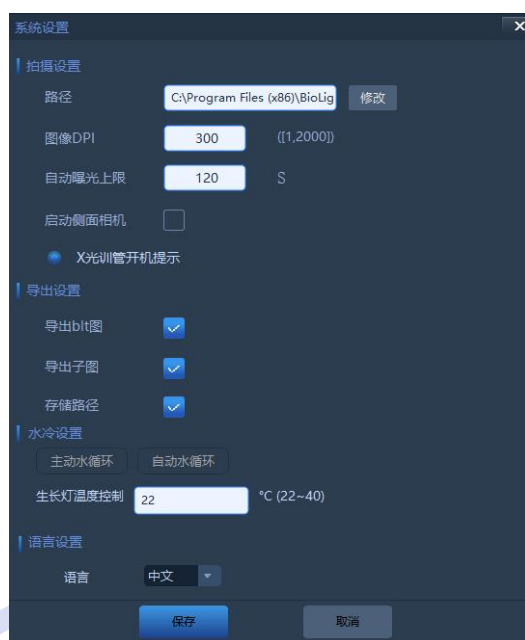 系统设置
拍摄设置
路径 C:\Program Files (x86)\BioLig 修改
图像DPI 300 ([1,2000])
自动曝光上限 120 S
启动侧面相机
X光训管开机提示
导出设置
导出blt图
导出子图
存储路径
水冷设置
主动水循环 自动水循环
生长灯温度控制 22 °C (22~40)
语言设置
语言 中文
保存 取消